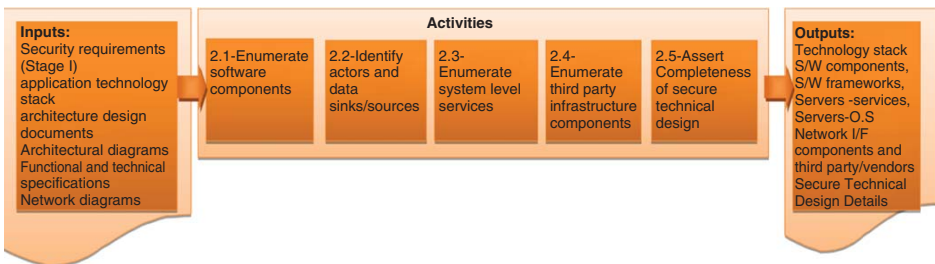 Inputs:
Security requirements
(Stage I)
application technology
stack
architecture design
documents
Architectural diagrams
Functional and technical
specifications
Network diagrams
Activities
2.1-Enumerate
software
components
2.2-Identify
actors and
data
sinks/sources
2.3-
Enumerate
system level
services
2.4-
Enumerate
third party
infrastructure
components
2.5-Assert
Completeness
of secure
technical
design
Outputs:
Technology stack
S/W components,
S/W frameworks,
Servers -services,
Servers-O.S
Network I/F
components and
third party/vendors
Secure Technical
Design Details